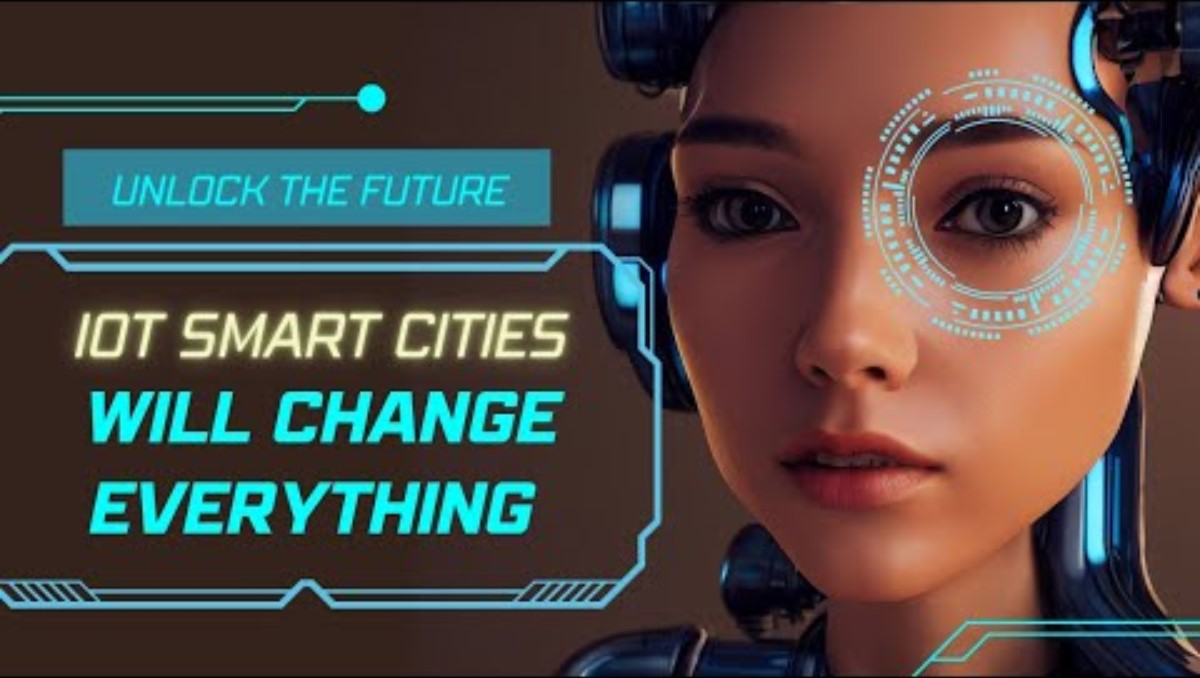 UNLOCK THE FUTURE
IOT SMART CITIES
WILL CHANGE
EVERYTHING